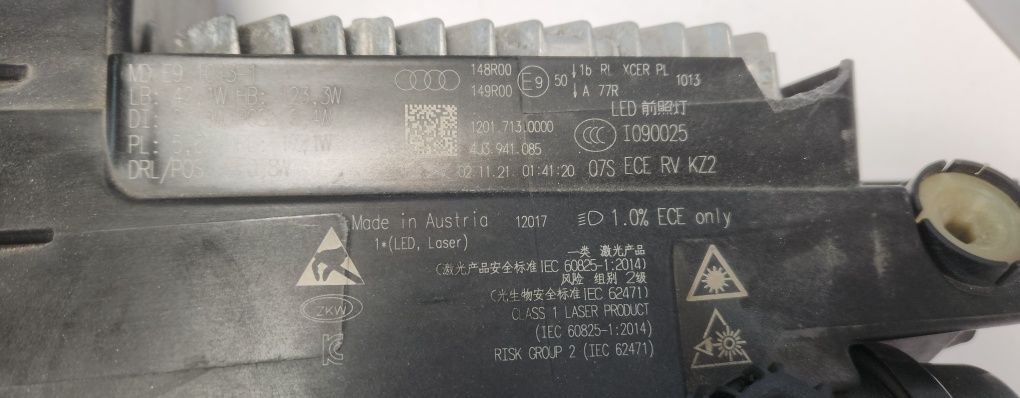 148R00
149R00
E9 50 ↓1b RL XCER PL 1013
↓A 77R
LED 前照灯
1201.713.0000
4J3.941.085
CCC I090025
02.11.21. 01:41:20 07S ECE RV KZ2
DRL/POS
Made in Austria 12017 1.0% ECE only
1*(LED, Laser)
一类 激光产品
(激光产品安全标准IEC 60825-1:2014)
风险 组别 2级
(光生物安全标准IEC 62471)
CLASS 1 LASER PRODUCT
(IEC 60825-1:2014)
RISK GROUP 2 (IEC 62471)
ZKW